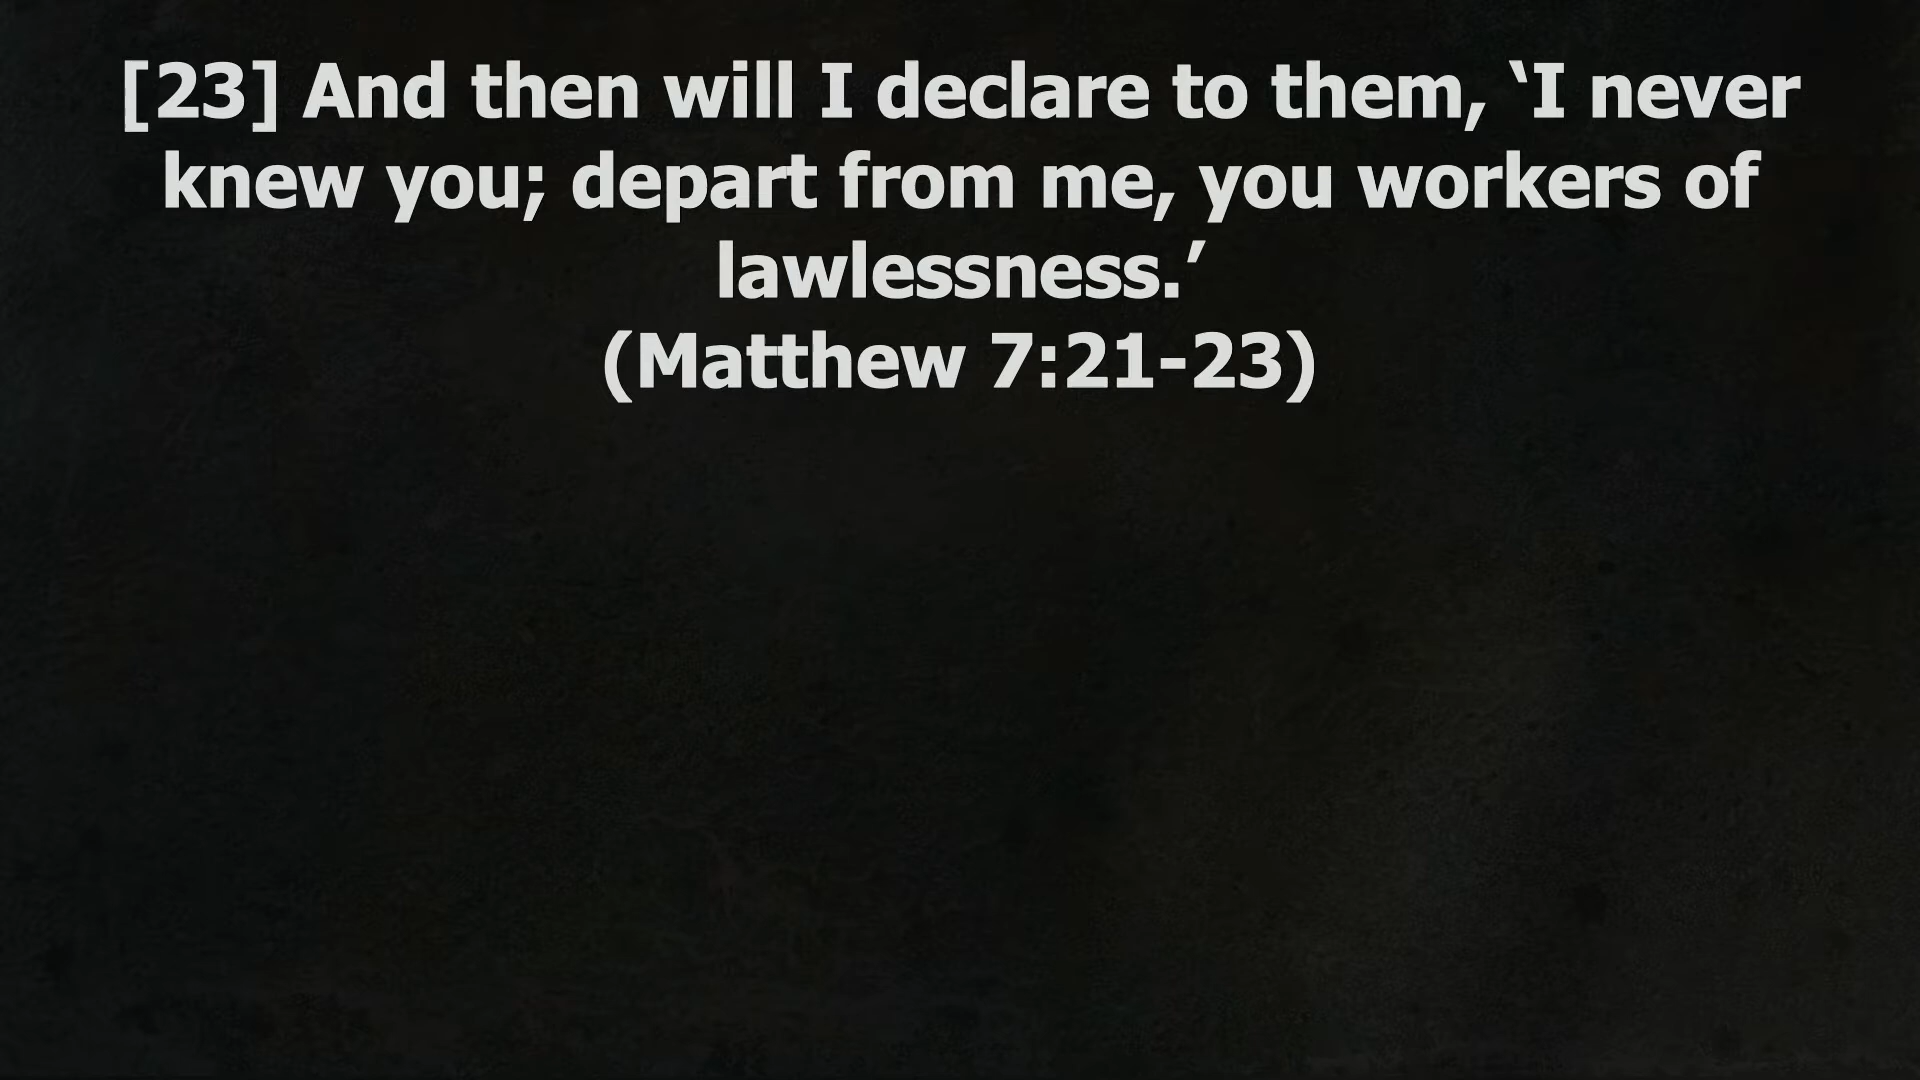 [23] And then will I declare to them, ‘I never
knew you; depart from me, you workers of
lawlessness.’
(Matthew 7:21-23)